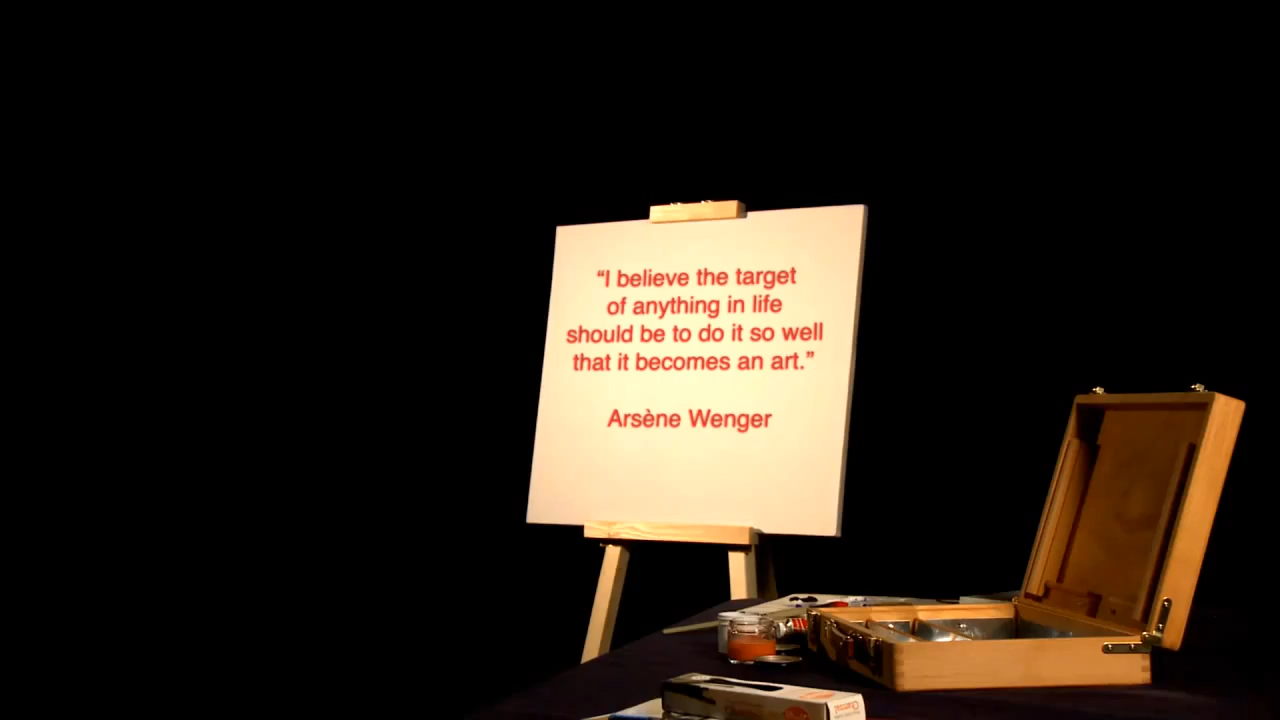 “I believe the target
of anything in life
should be to do it so well
that it becomes an art.”
Arsène Wenger